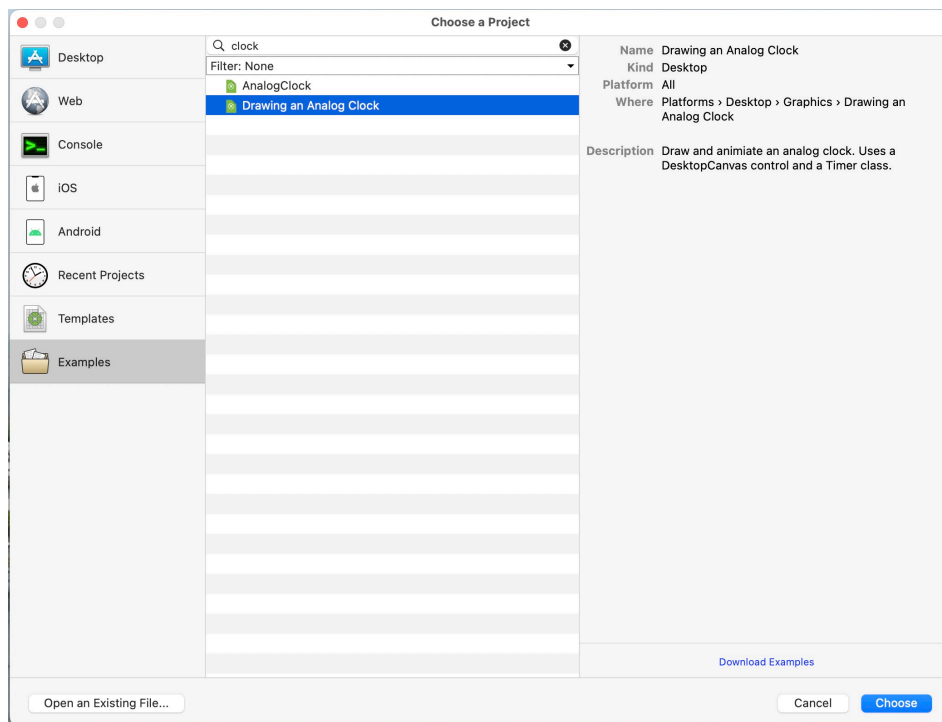 Choose a Project
Desktop
Web
Console
iOS
Android
Recent Projects
Templates
Examples
clock
Filter: None
AnalogClock
Drawing an Analog Clock
Name Drawing an Analog Clock
Kind Desktop
Platform All
Where Platforms › Desktop › Graphics › Drawing an
Analog Clock
Description Draw and animiate an analog clock. Uses a
DesktopCanvas control and a Timer class.
Download Examples
Open an Existing File...
Cancel
Choose